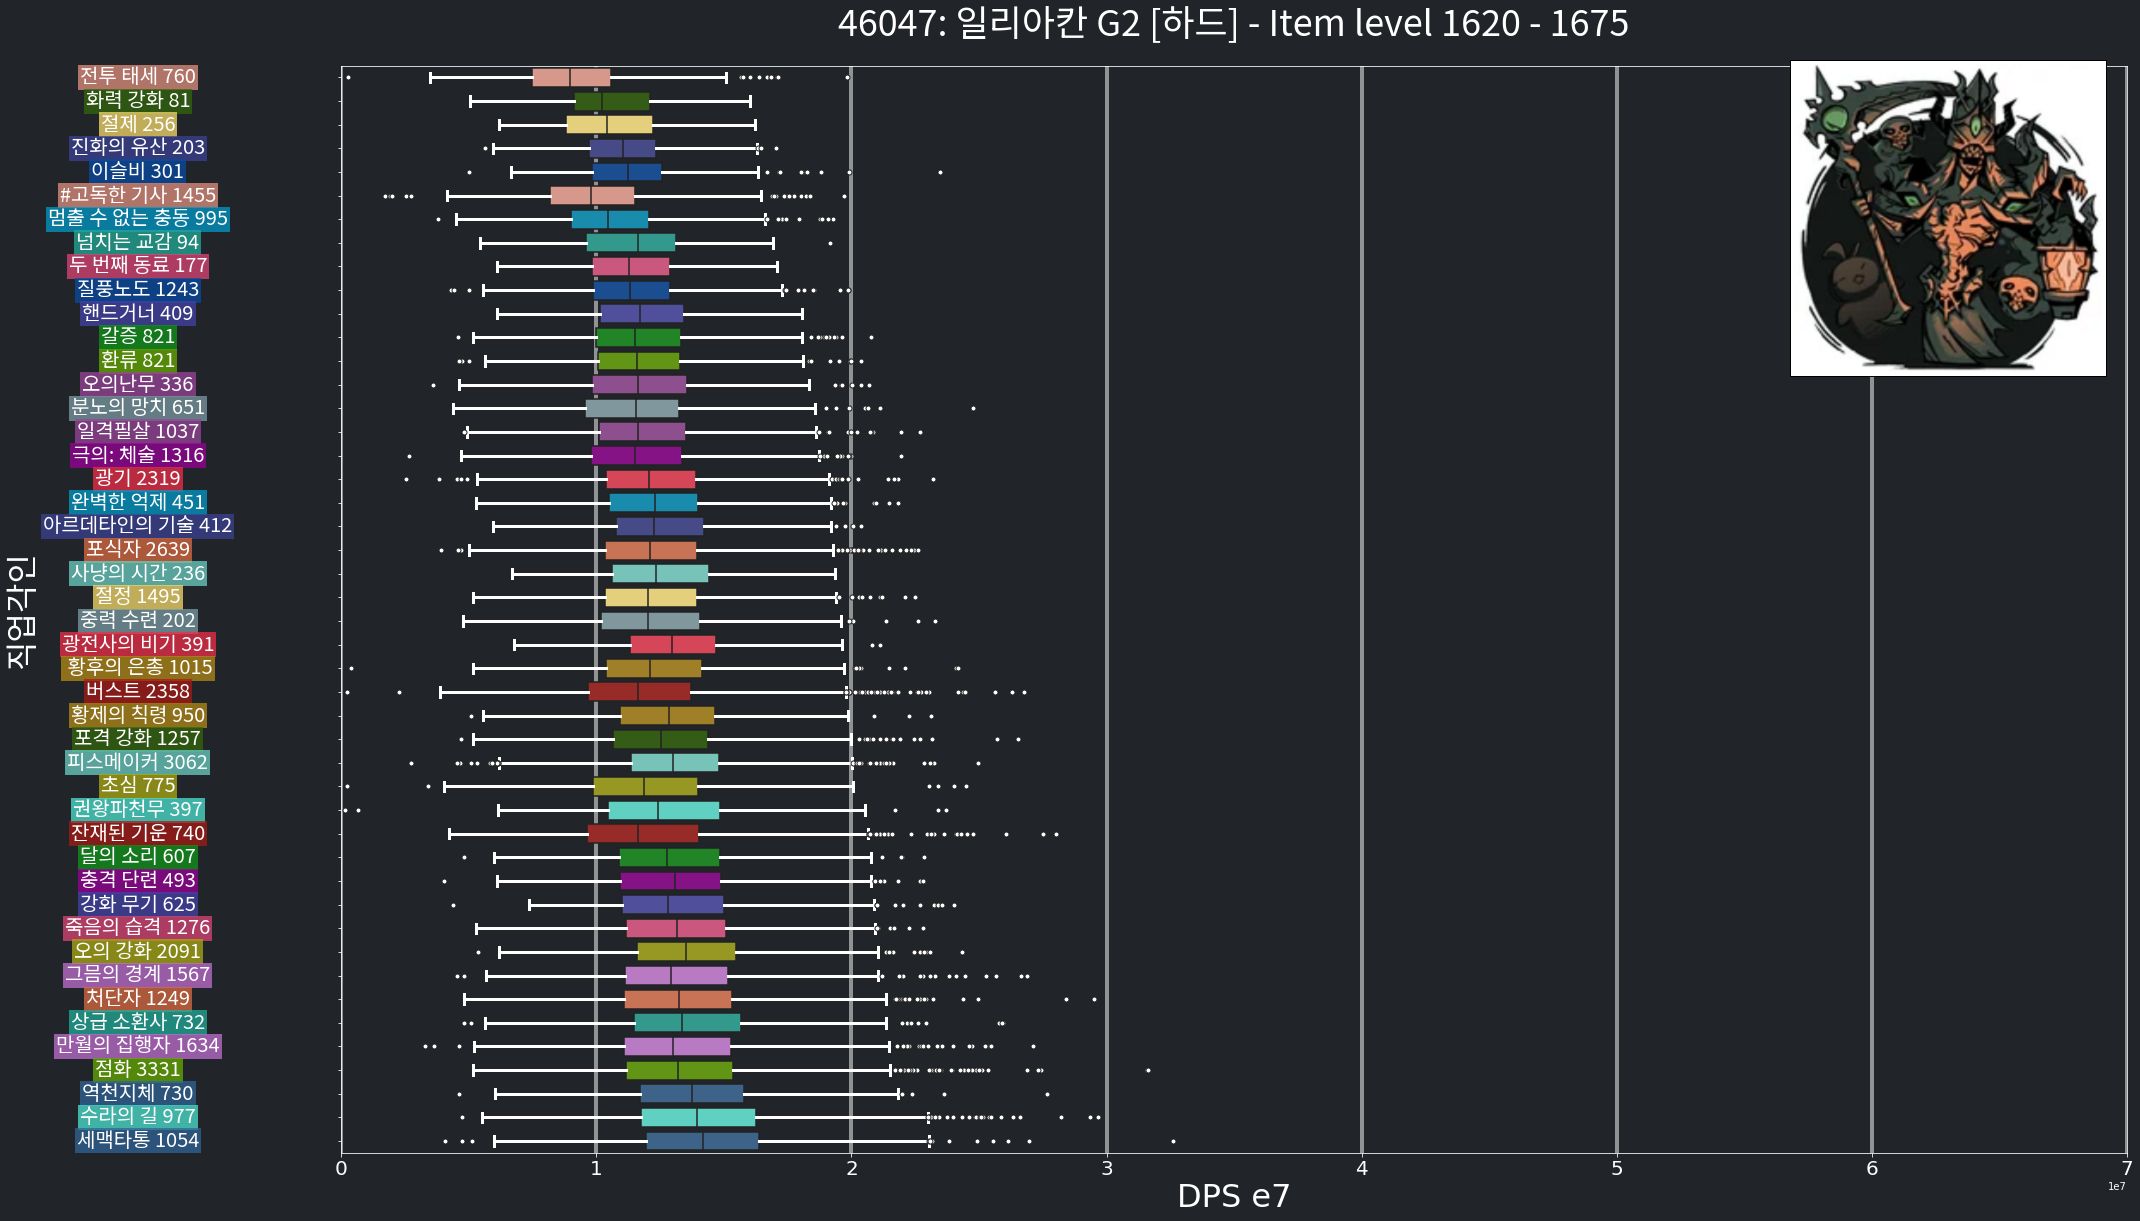 46047: 일리아칸 G2 [하드] - Item level 1620 - 1675
전투 태세 760
화력 강화 81
절제 256
진화의 유산 203
이슬비 301
#고독한 기사 1455
멈출 수 없는 충동 995
넘치는 교감 94
두 번째 동료 177
질풍노도 1243
핸드거너 409
갈증 821
환류 821
오의난무 336
분노의 망치 651
일격필살 1037
극의: 체술 1316
광기 2319
완벽한 억제 451
아르데타인의 기술 412
포식자 2639
사냥의 시간 236
절정 1495
중력 수련 202
광전사의 비기 391
황후의 은총 1015
버스트 2358
황제의 칙령 950
포격 강화 1257
피스메이커 3062
초심 775
권왕파천무 397
잔재된 기운 740
달의 소리 607
충격 단련 493
강화 무기 625
죽음의 습격 1276
오의 강화 2091
그믐의 경계 1567
처단자 1249
상급 소환사 732
만월의 집행자 1634
점화 3331
역천지체 730
수라의 길 977
세맥타통 1054
직업각인
0 1 2 3 4 5 6 7
1e7
DPS e7